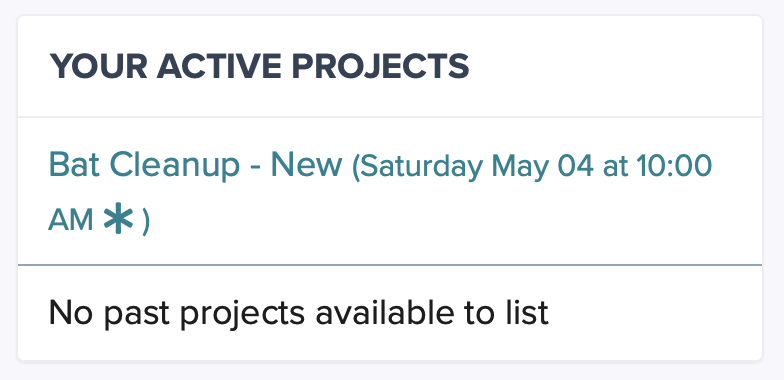 YOUR ACTIVE PROJECTS
Bat Cleanup - New (Saturday May 04 at 10:00
AM * )
No past projects available to list